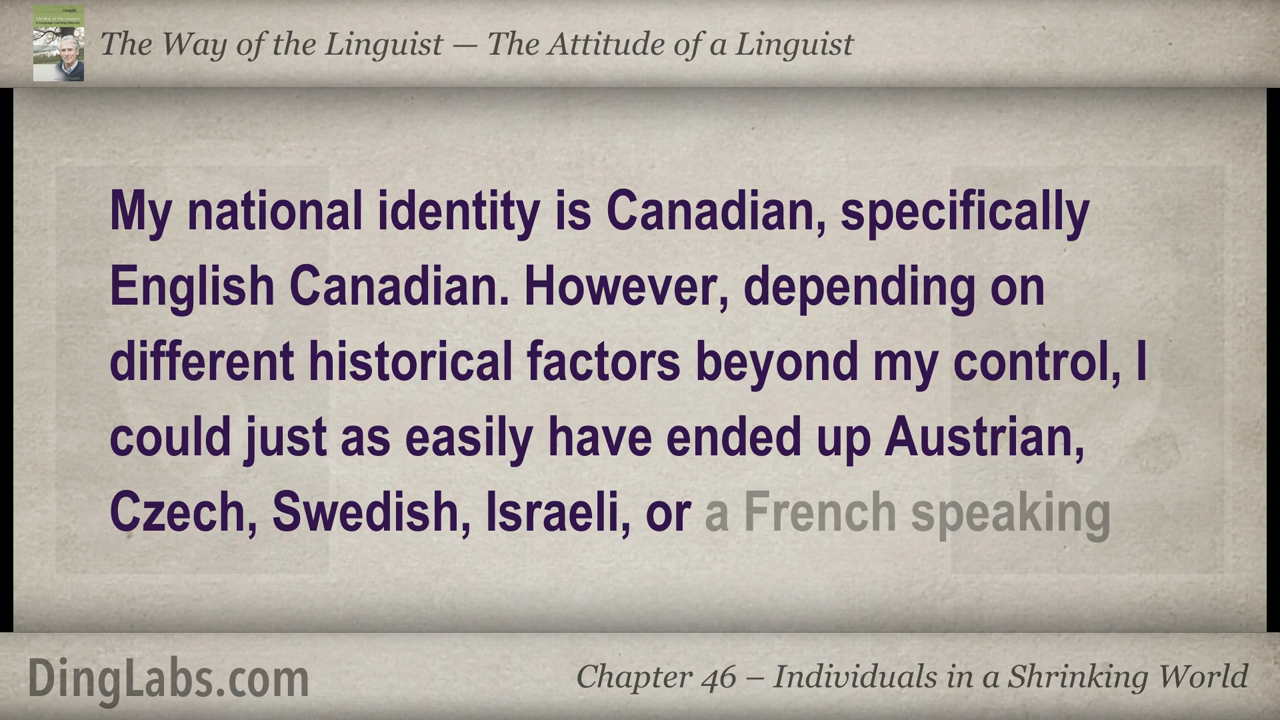 The Way of the Linguist — The Attitude of a Linguist
My national identity is Canadian, specifically
English Canadian. However, depending on
different historical factors beyond my control, I
could just as easily have ended up Austrian,
Czech, Swedish, Israeli, or a French speaking
DingLabs.com
Chapter 46 – Individuals in a Shrinking World